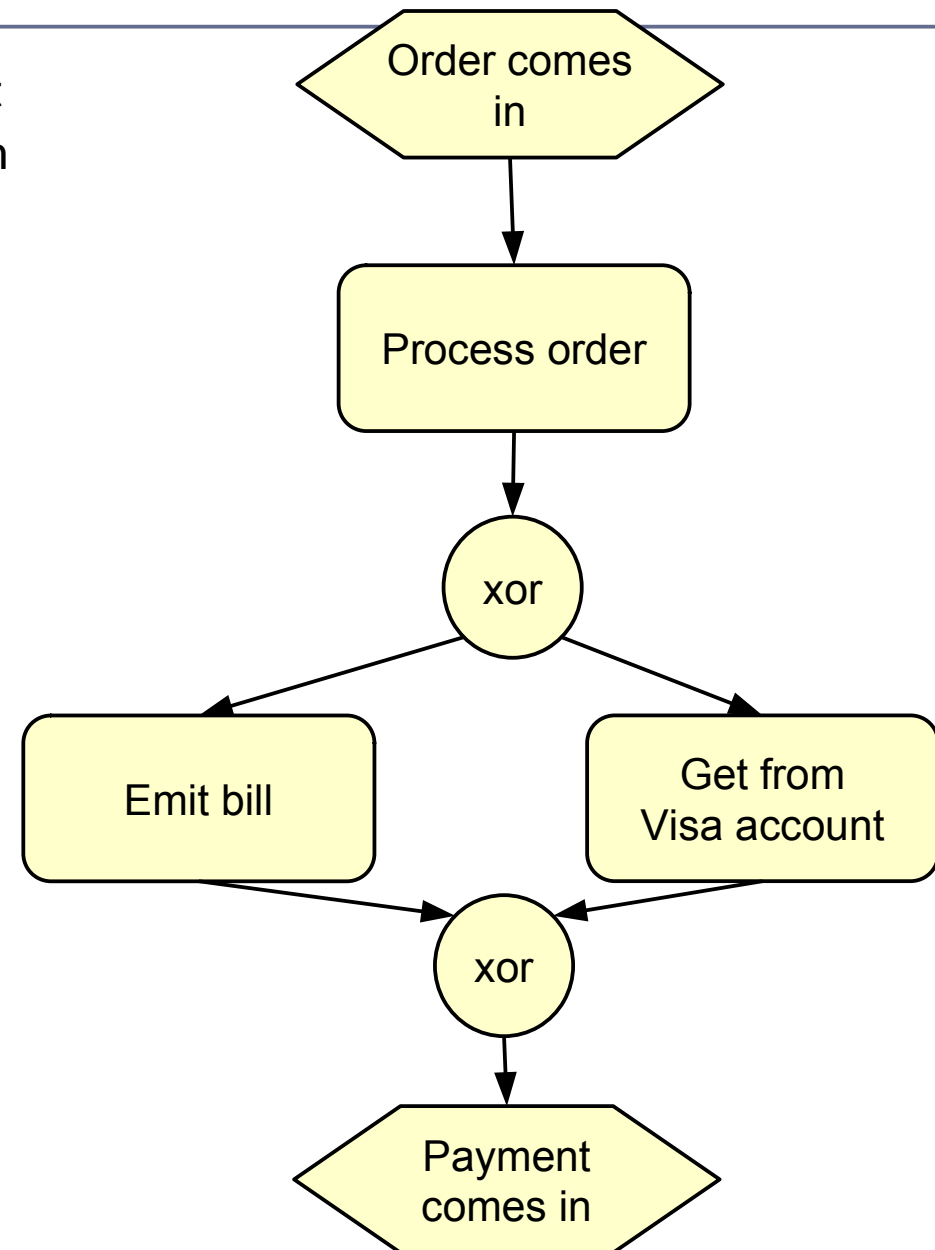 Order comes
in
Process order
xor
Emit bill
Get from
Visa account
xor
Payment
comes in